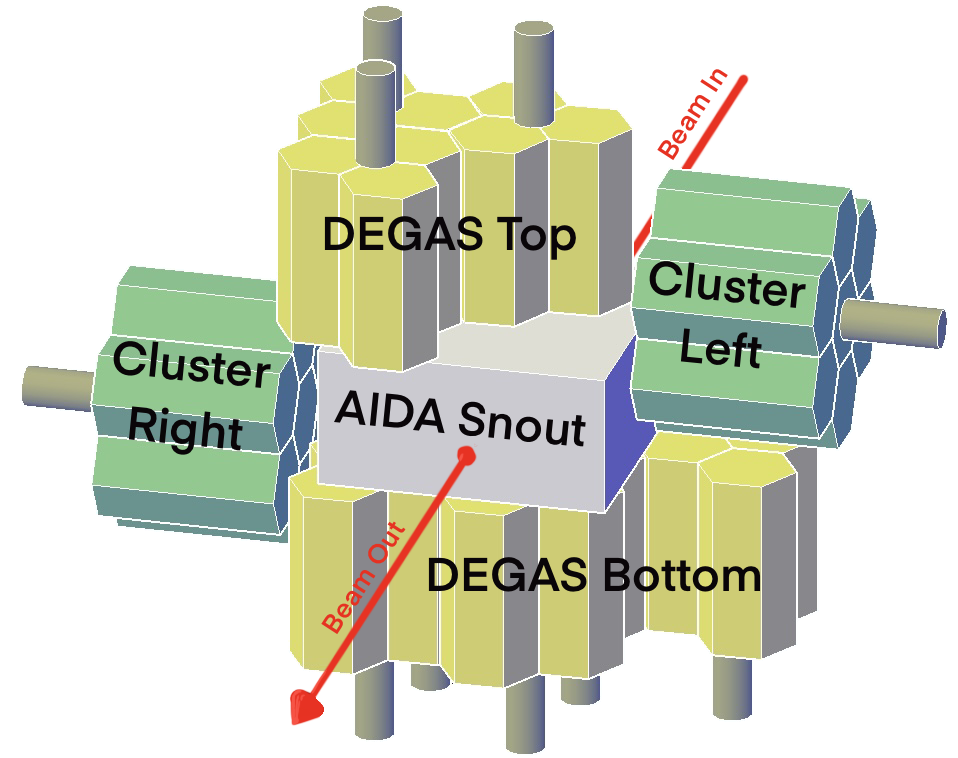 Beam In
DEGAS Top
Cluster
Left
Cluster
Right
AIDA Snout
Beam Out
DEGAS Bottom